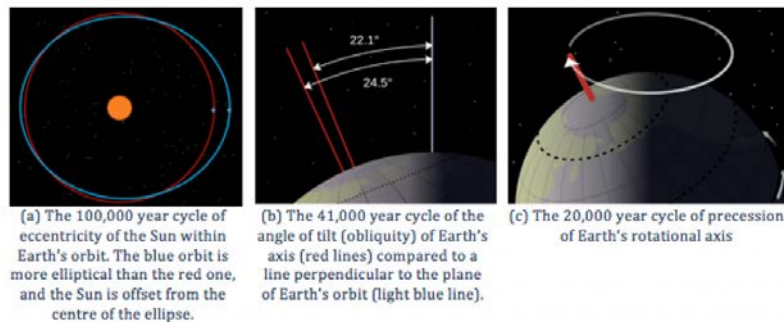 22.1°
24.5°
(a) The 100,000 year cycle of
eccentricity of the Sun within
Earth's orbit. The blue orbit is
more elliptical than the red one,
and the Sun is offset from the
centre of the ellipse.
(b) The 41,000 year cycle of the
angle of tilt (obliquity) of Earth's
axis (red lines) compared to a
line perpendicular to the plane
of Earth's orbit (light blue line).
(c) The 20,000 year cycle of precession
of Earth's rotational axis